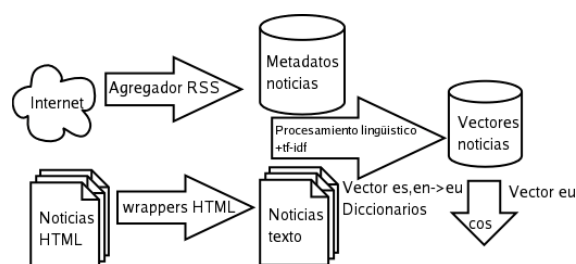 Internet
Agregador RSS
Metadatos
noticias
Procesamiento lingüistico
+tf-idf
Vectores
noticias
Noticias
HTML
wrappers HTML
Noticias
texto
Vector es,en->eu
Diccionarios
cos
Vector eu